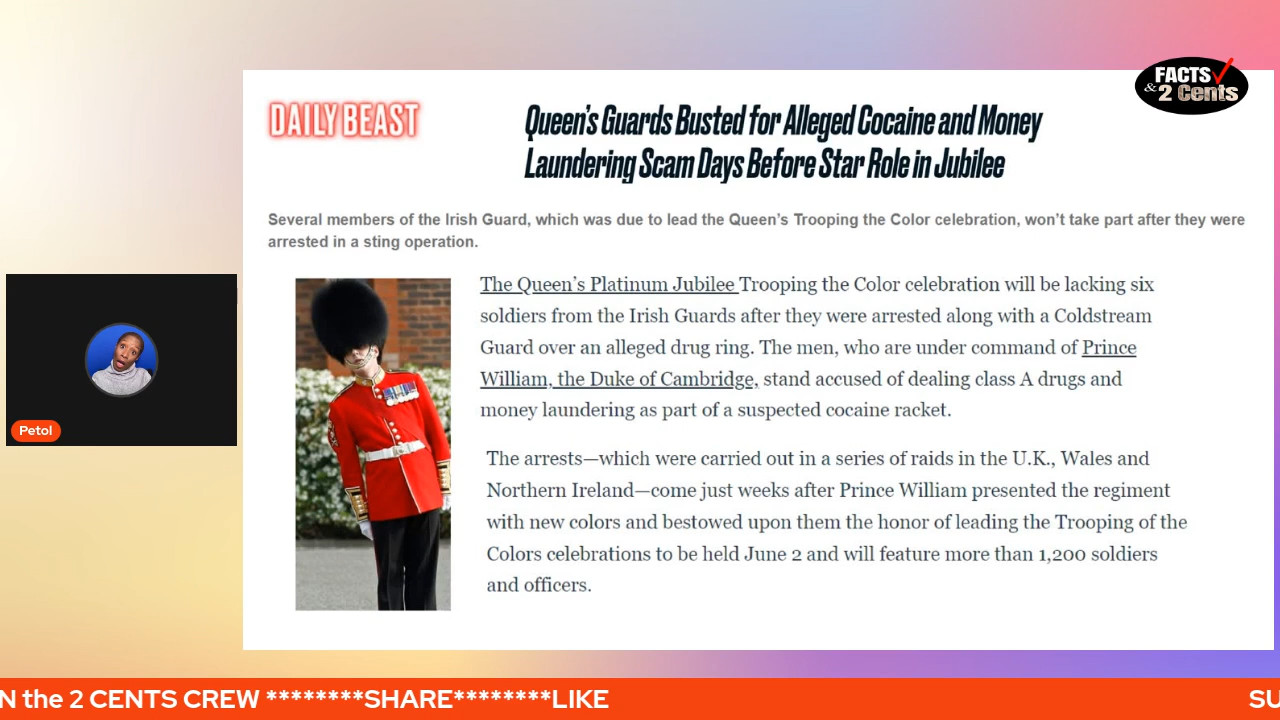 FACTS
& 2 Cents
DAILY BEAST
Queen's Guards Busted for Alleged Cocaine and Money
Laundering Scam Days Before Star Role in Jubilee
Several members of the Irish Guard, which was due to lead the Queen's Trooping the Color celebration, won't take part after they were
arrested in a sting operation.
The Queen's Platinum Jubilee Trooping the Color celebration will be lacking six
soldiers from the Irish Guards after they were arrested along with a Coldstream
Guard over an alleged drug ring. The men, who are under command of Prince
William, the Duke of Cambridge, stand accused of dealing class A drugs and
money laundering as part of a suspected cocaine racket.
The arrests—which were carried out in a series of raids in the U.K., Wales and
Northern Ireland—come just weeks after Prince William presented the regiment
with new colors and bestowed upon them the honor of leading the Trooping of the
Colors celebrations to be held June 2 and will feature more than 1,200 soldiers
and officers.
Petol
N the 2 CENTS CREW ********SHARE********LIKE
SU